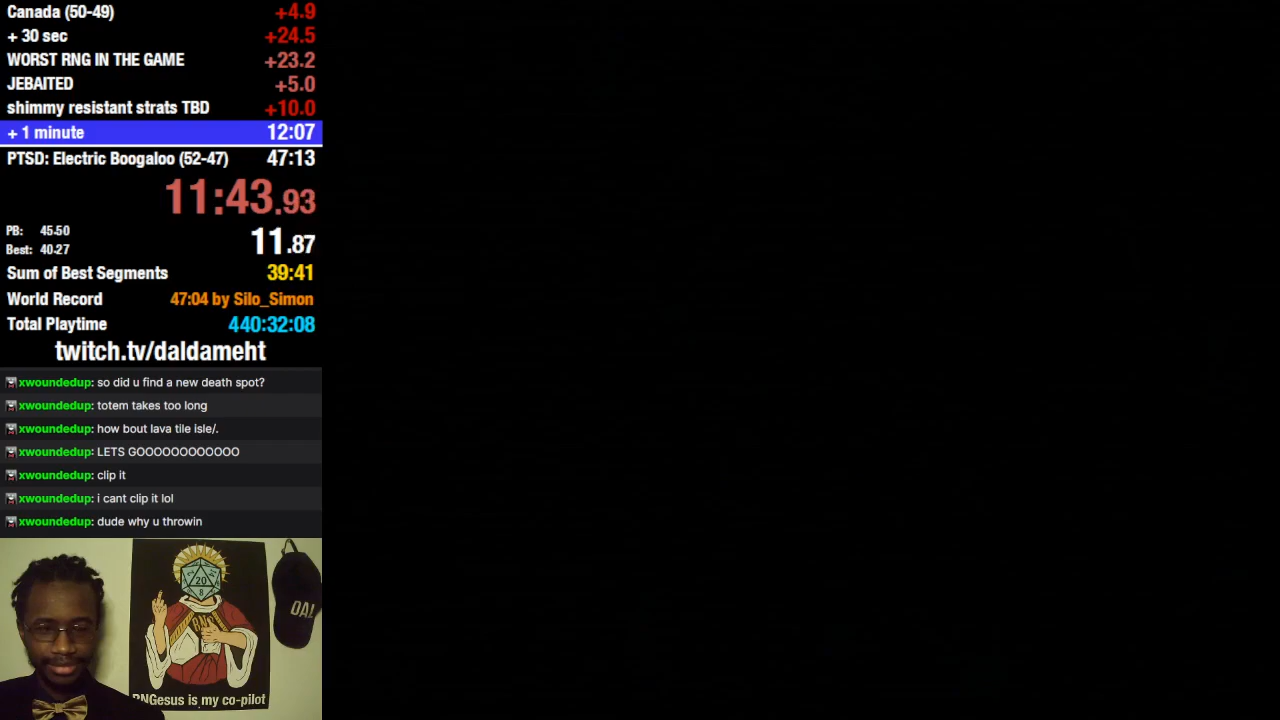 Canada (50-49) +4.9
+ 30 sec +24.5
WORST RNG IN THE GAME +23.2
JEBAITED +5.0
shimmy resistant strats TBD +10.0
+ 1 minute 12:07
PTSD: Electric Boogaloo (52-47) 47:13
11:43.93
PB: 45.50
Best: 40.27
11.87
Sum of Best Segments 39:41
World Record 47:04 by Silo_Simon
Total Playtime 440:32:08
twitch.tv/daldameht
xwoundedup: so did u find a new death spot?
xwoundedup: totem takes too long
xwoundedup: how bout lava tile isle/.
xwoundedup: LETS GOOOOOOOOOOOO
xwoundedup: clip it
xwoundedup: i cant clip it lol
xwoundedup: dude why u throwin
20
8
DAL
RNGesus is my co-pilot